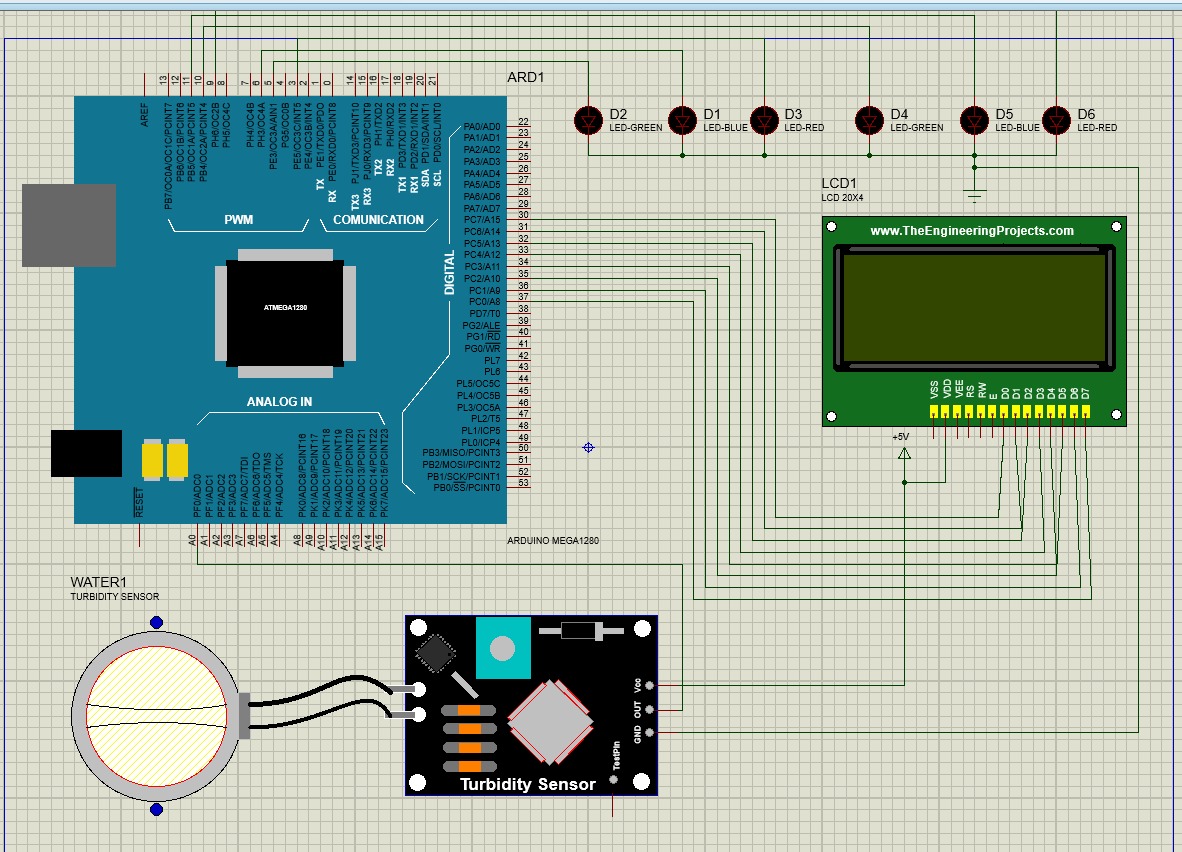 ARD1
13
12
11
10
9
8
7
6
5
4
3
2
1
0
14
15
16
17
18
19
20
21
AREF
PB7/OC0A/OC1C/PCINT7
PB6/OC1B/PCINT6
PB5/OC1A/PCINT5
PB4/OC2A/PCINT4
PH6/OC2B
PH5/OC4C
PH4/OC4B
PH3/OC4A
PE3/OC3A/AIN1
PG5/OC0B
PE5/OC3C/INT5
PE4/OC3B/INT4
PE1/TXD0/PDO
PE0/RXD0/PCINT8
PJ1/TXD3/PCINT10
PJ0/RXD3/PCINT9
PH1/TXD2
PH0/RXD2
PD3/TXD1/INT3
PD2/RXD1/INT2
PD1/SDA/INT1
PD0/SCL/INT0
TX
RX
TX3
RX3
TX2
RX2
TX1
RX1
SDA
SCL
PWM
COMUNICATION
DIGITAL
PA0/AD0 22
PA1/AD1 23
PA2/AD2 24
PA3/AD3 25
PA4/AD4 26
PA5/AD5 27
PA6/AD6 28
PA7/AD7 29
PC7/A15 30
PC6/A14 31
PC5/A13 32
PC4/A12 33
PC3/A11 34
PC2/A10 35
PC1/A9 36
PC0/A8 37
PD7/T0 38
PG2/ALE 39
PG1/RD 40
PG0/WR 41
PL7 42
PL6 43
PL5/OC5C 44
PL4/OC5B 45
PL3/OC5A 46
PL2/T5 47
PL1/ICP5 48
PL0/ICP4 49
PB3/MISO/PCINT3 50
PB2/MOSI/PCINT2 51
PB1/SCK/PCINT1 52
PB0/SS/PCINT0 53
ATMEGA1280
ANALOG IN
RESET
PF0/ADC0
PF1/ADC1
PF2/ADC2
PF3/ADC3
PF7/ADC7/TDI
PF6/ADC6/TDO
PF5/ADC5/TMS
PF4/ADC4/TCK
PK0/ADC8/PCINT16
PK1/ADC9/PCINT17
PK2/ADC10/PCINT18
PK3/ADC11/PCINT19
PK4/ADC12/PCINT20
PK5/ADC13/PCINT21
PK6/ADC14/PCINT22
PK7/ADC15/PCINT23
A0
A1
A2
A3
A7
A6
A5
A4
A8
A9
A10
A11
A12
A13
A14
A15
ARDUINO MEGA1280
D2
LED-GREEN
D1
LED-BLUE
D3
LED-RED
D4
LED-GREEN
D5
LED-BLUE
D6
LED-RED
LCD1
LCD 20X4
www.TheEngineeringProjects.com
VSS
VDD
VEE
RS
RW
E
D0
D1
D2
D3
D4
D5
D6
D7
+5V
WATER1
TURBIDITY SENSOR
Vcc
OUT
GND
TestPin
Turbidity Sensor